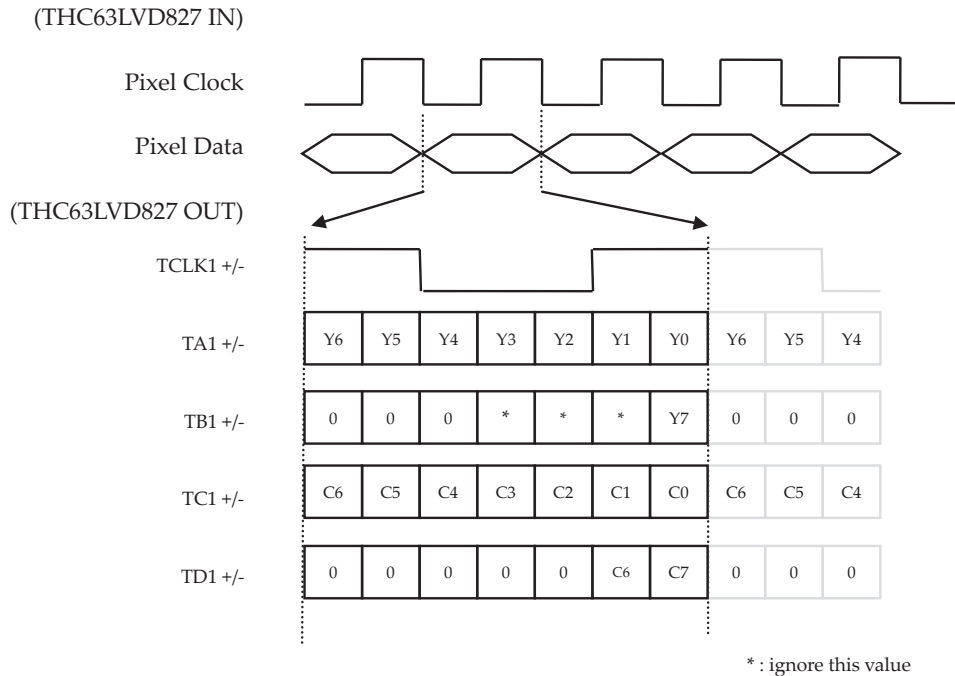 (THC63LVD827 IN)
Pixel Clock
Pixel Data
(THC63LVD827 OUT)
TCLK1 +/-
TA1 +/- Y6 Y5 Y4 Y3 Y2 Y1 Y0 Y6 Y5 Y4
TB1 +/- 0 0 0 * * * Y7 0 0 0
TC1 +/- C6 C5 C4 C3 C2 C1 C0 C6 C5 C4
TD1 +/- 0 0 0 0 0 C6 C7 0 0 0
* : ignore this value